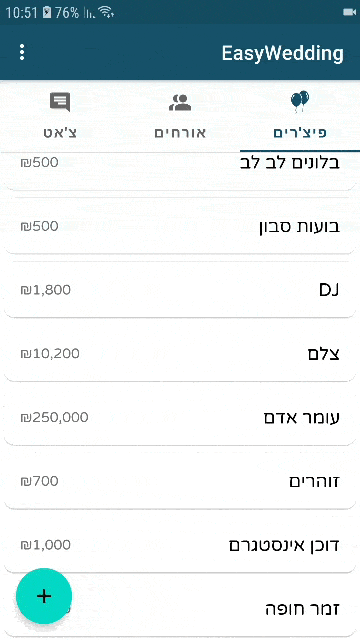 10:51 76%
EasyWedding
פיצ'רים
אורחים
צ'אט
בלונים לב לב ₪500
בועות סבון ₪500
DJ ₪1,800
צלם ₪10,200
עומר אדם ₪250,000
זוהרים ₪700
דוכן אינסטגרם ₪1,000
זמר חופה